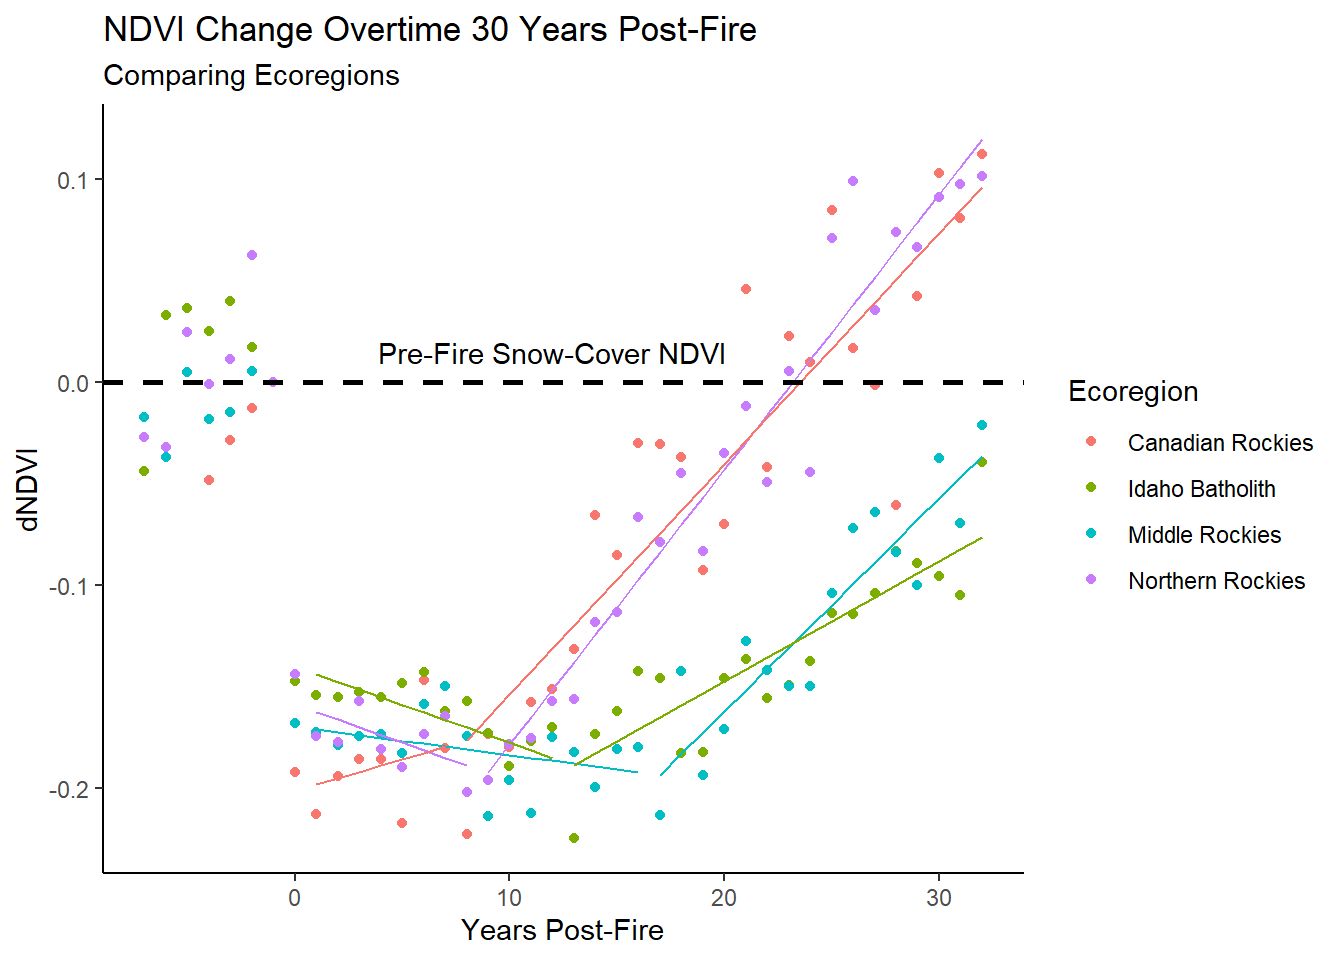 NDVI Change Overtime 30 Years Post-Fire
Comparing Ecoregions
0.1
0.0
-0.1
-0.2
dNDVI
Pre-Fire Snow-Cover NDVI
0 10 20 30
Years Post-Fire
Ecoregion
Canadian Rockies
Idaho Batholith
Middle Rockies
Northern Rockies